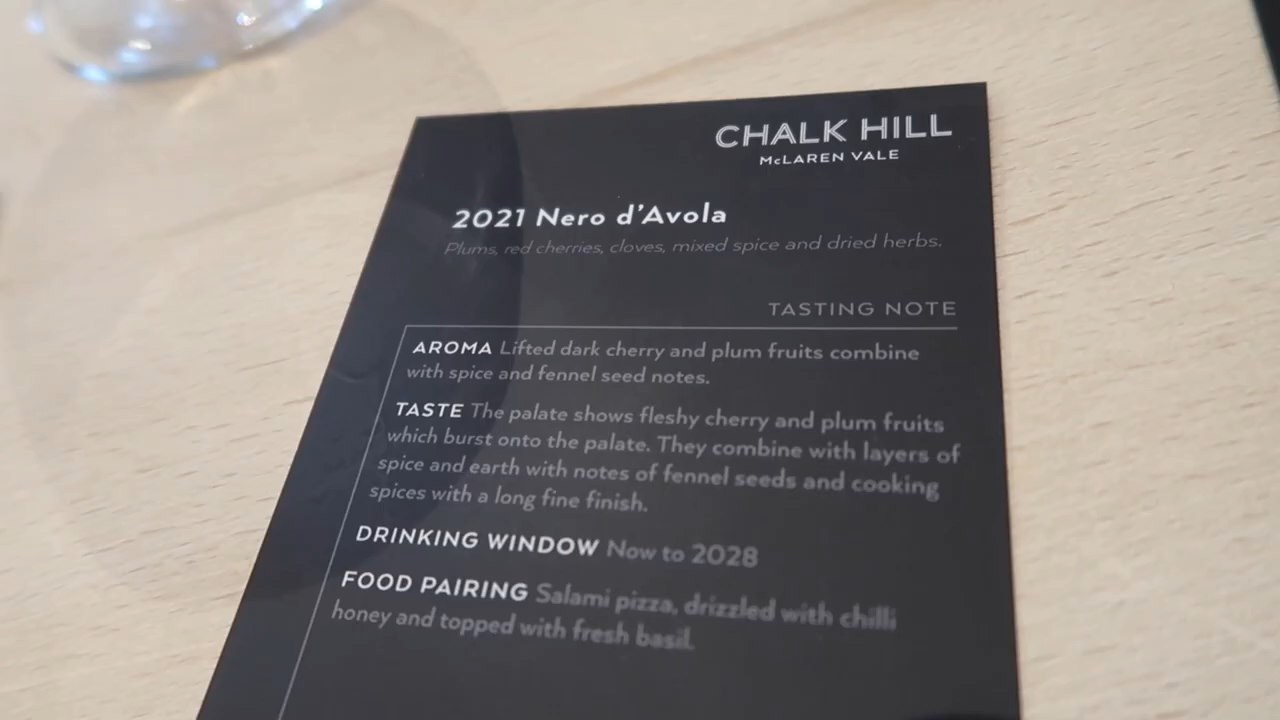 CHALK HILL
McLAREN VALE
2021 Nero d'Avola
Plums, red cherries, cloves, mixed spice and dried herbs.
TASTING NOTE
AROMA Lifted dark cherry and plum fruits combine
with spice and fennel seed notes.
TASTE The palate shows fleshy cherry and plum fruits
which burst onto the palate. They combine with layers of
spice and earth with notes of fennel seeds and cooking
spices with a long fine finish.
DRINKING WINDOW Now to 2028
FOOD PAIRING Salami pizza, drizzled with chilli
honey and topped with fresh basil.